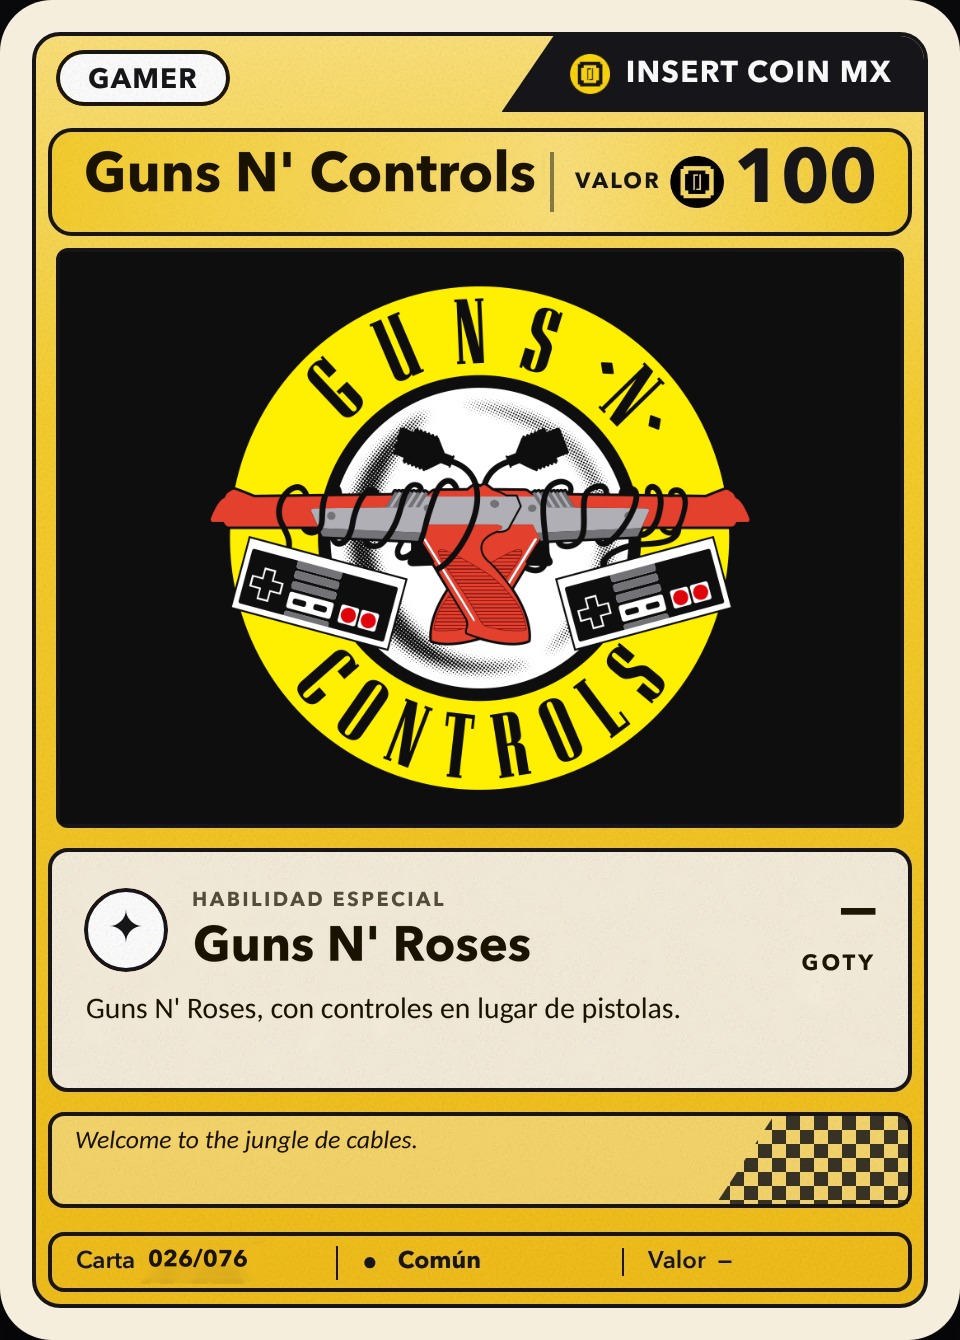 GAMER
INSERT COIN MX
Guns N' Controls
VALOR 100
GUNS ·N·
CONTROLS
HABILIDAD ESPECIAL
Guns N' Roses
—
GOTY
Guns N' Roses, con controles en lugar de pistolas.
Welcome to the jungle de cables.
Carta 026/076
● Común
Valor –